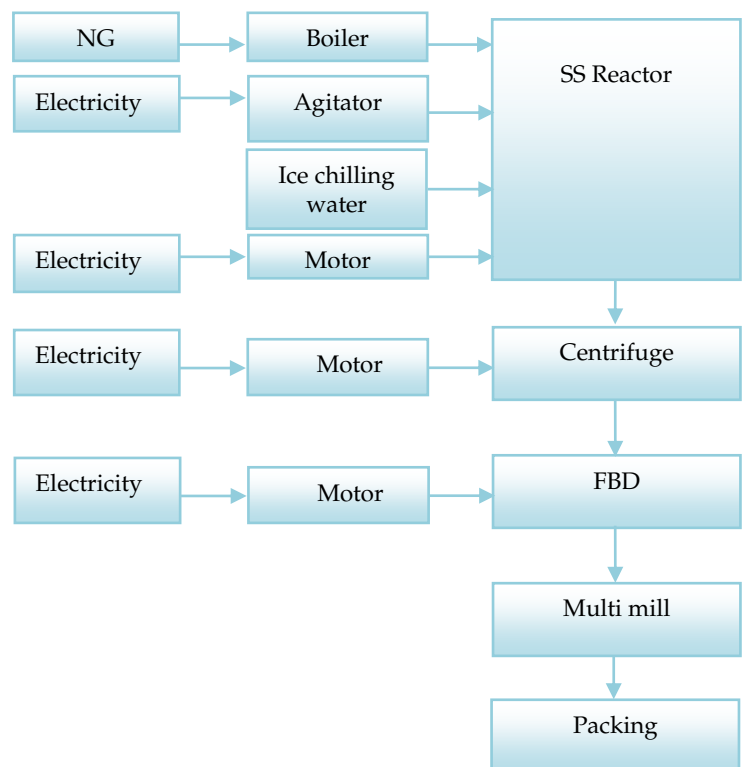 NG
Boiler
SS Reactor
Electricity
Agitator
Ice chilling
water
Electricity
Motor
Electricity
Motor
Centrifuge
Electricity
Motor
FBD
Multi mill
Packing